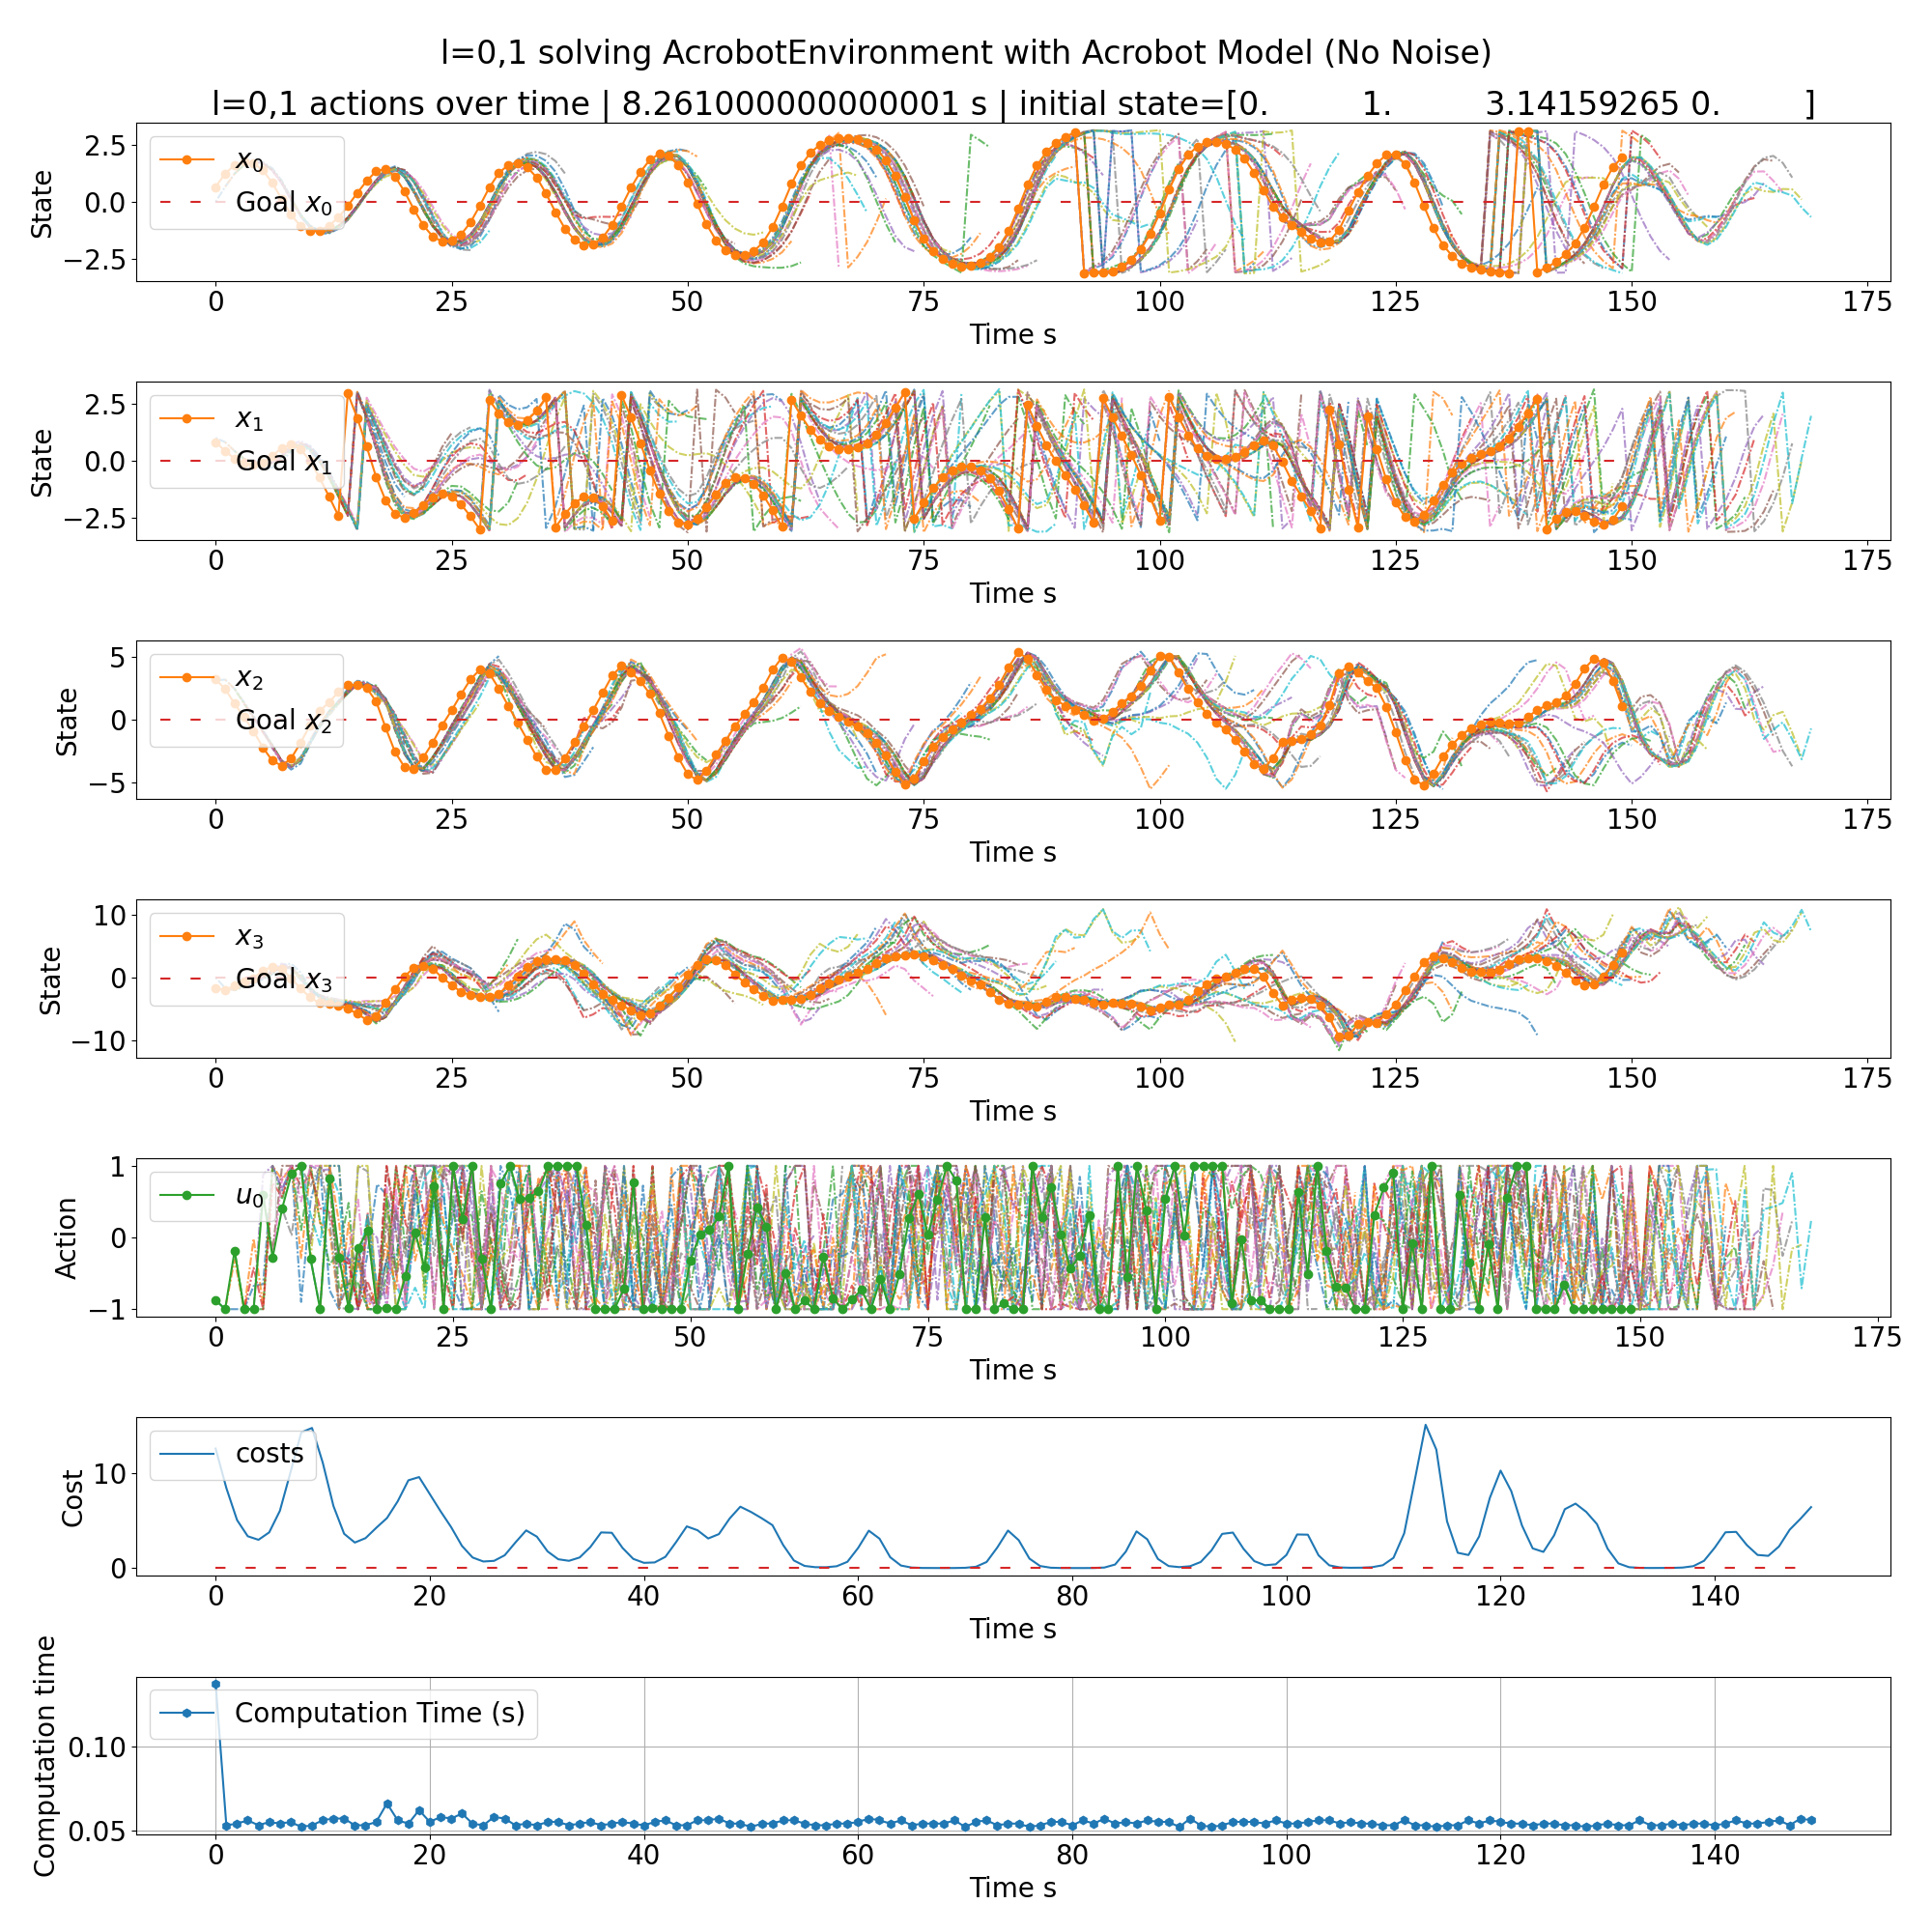 l=0,1 solving AcrobotEnvironment with Acrobot Model (No Noise)
l=0,1 actions over time | 8.261000000000001 s | initial state=[0. 1. 3.14159265 0. ]
State
2.5
0.0
−2.5
x0
Goal x0
0 25 50 75 100 125 150 175
Time s
State
2.5
0.0
−2.5
x1
Goal x1
0 25 50 75 100 125 150 175
Time s
State
5
0
−5
x2
Goal x2
0 25 50 75 100 125 150 175
Time s
State
10
0
−10
x3
Goal x3
0 25 50 75 100 125 150 175
Time s
Action
1
0
−1
u0
0 25 50 75 100 125 150 175
Time s
Cost
10
0
costs
0 20 40 60 80 100 120 140
Time s
Computation time
0.10
0.05
Computation Time (s)
0 20 40 60 80 100 120 140
Time s